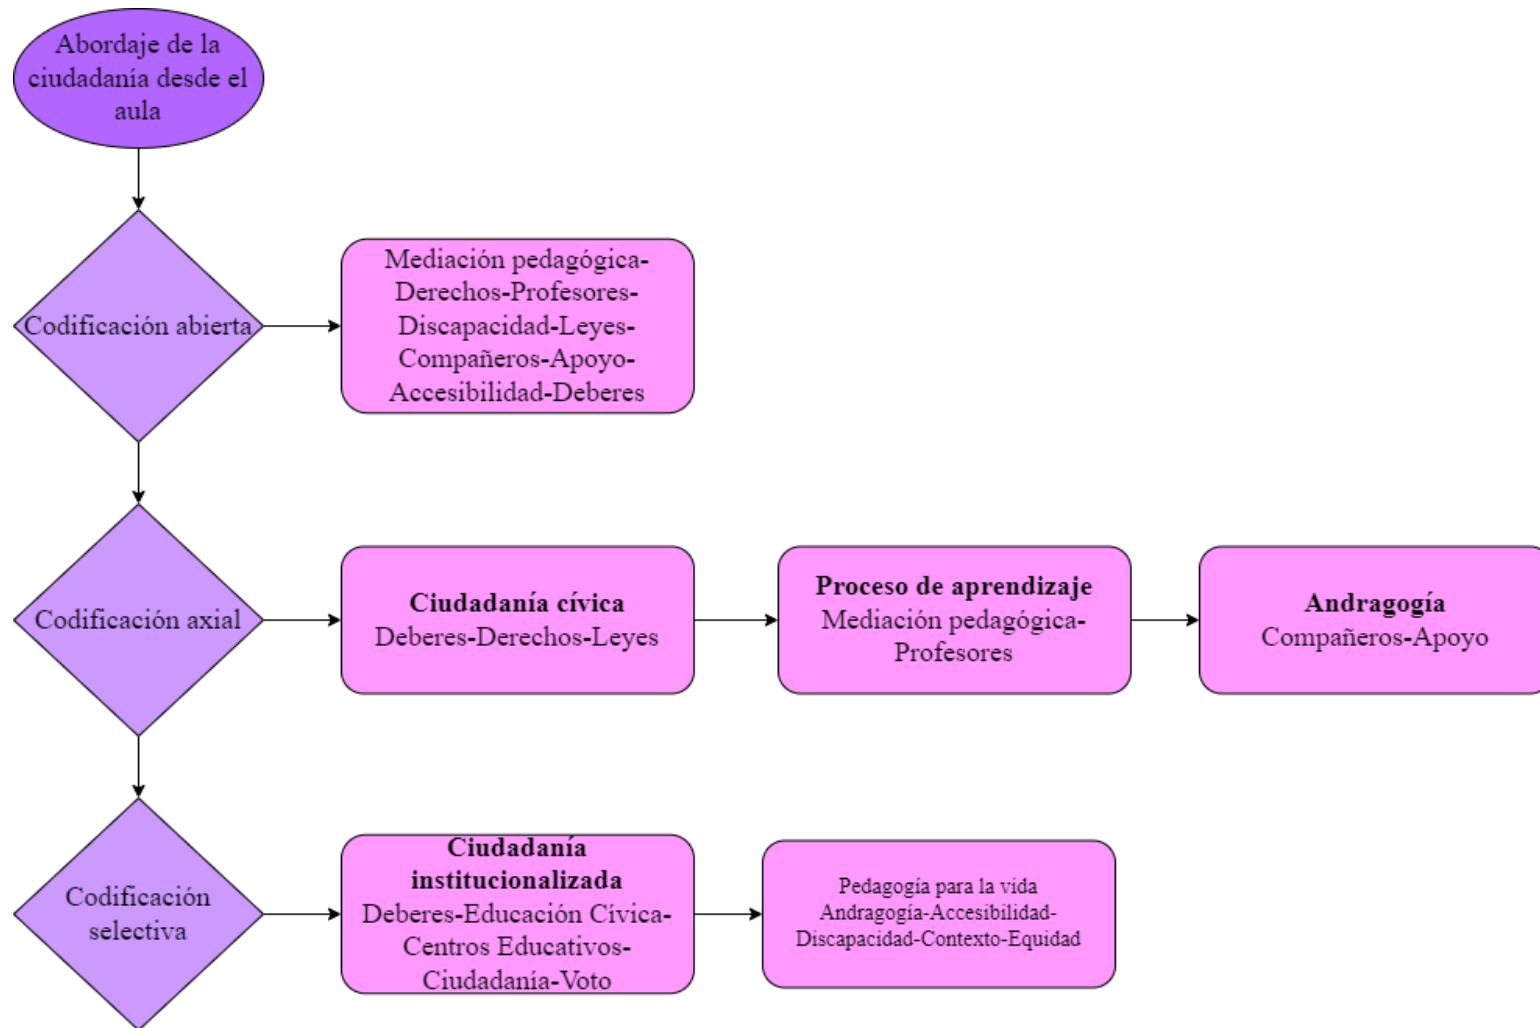 Abordaje de la
ciudadanía desde el
aula
Codificación abierta
Mediación pedagógica-
Derechos-Profesores-
Discapacidad-Leyes-
Compañeros-Apoyo-
Accesibilidad-Deberes
Codificación axial
Ciudadanía cívica
Deberes-Derechos-Leyes
Proceso de aprendizaje
Mediación pedagógica-
Profesores
Andragogía
Compañeros-Apoyo
Codificación
selectiva
Ciudadanía
institucionalizada
Deberes-Educación Cívica-
Centros Educativos-
Ciudadanía-Voto
Pedagogía para la vida
Andragogía-Accesibilidad-
Discapacidad-Contexto-Equidad